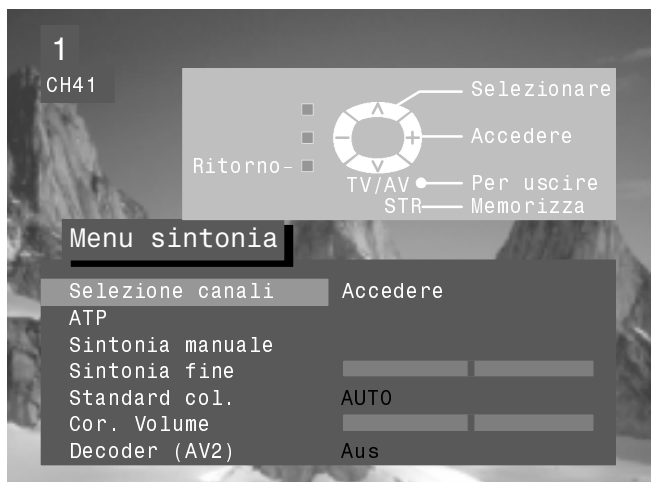 1
CH41
Selezionare
Accedere
Ritorno
TV/AV Per uscire
STR Memorizza
Menu sintonia
Selezione canali Accedere
ATP
Sintonia manuale
Sintonia fine
Standard col. AUTO
Cor. Volume
Decoder (AV2) Aus